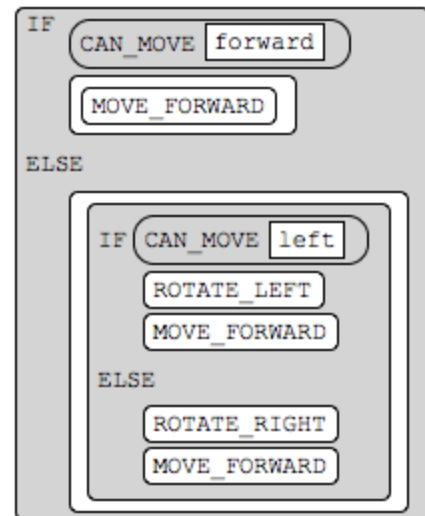 IF
CAN_MOVE forward
MOVE_FORWARD
ELSE
IF CAN_MOVE left
ROTATE_LEFT
MOVE_FORWARD
ELSE
ROTATE_RIGHT
MOVE_FORWARD